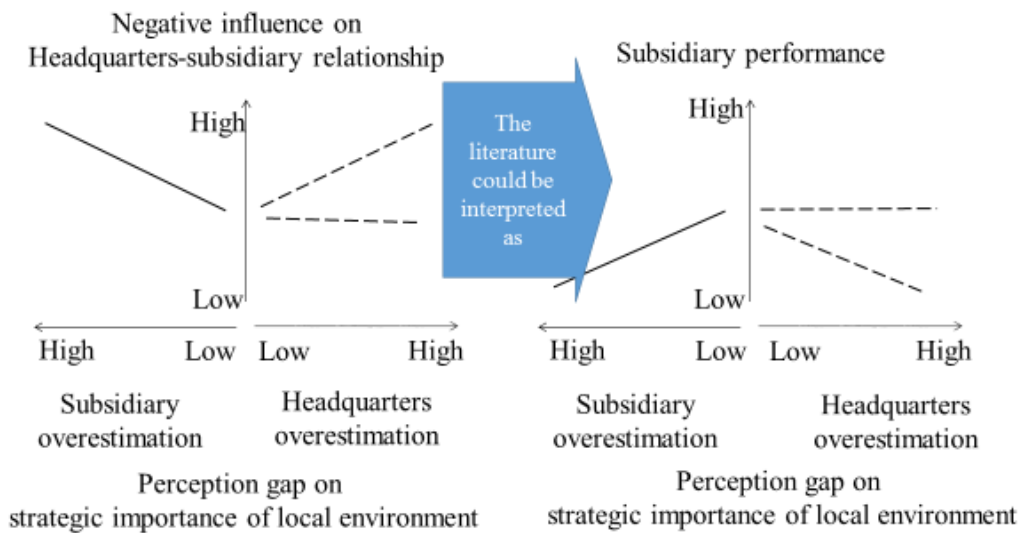 Negative influence on
Headquarters-subsidiary relationship
High
Low
High Low Low High
Subsidiary
overestimation
Headquarters
overestimation
Perception gap on
strategic importance of local environment
The
literature
could be
interpreted
as
Subsidiary performance
High
Low
High Low Low High
Subsidiary
overestimation
Headquarters
overestimation
Perception gap on
strategic importance of local environment